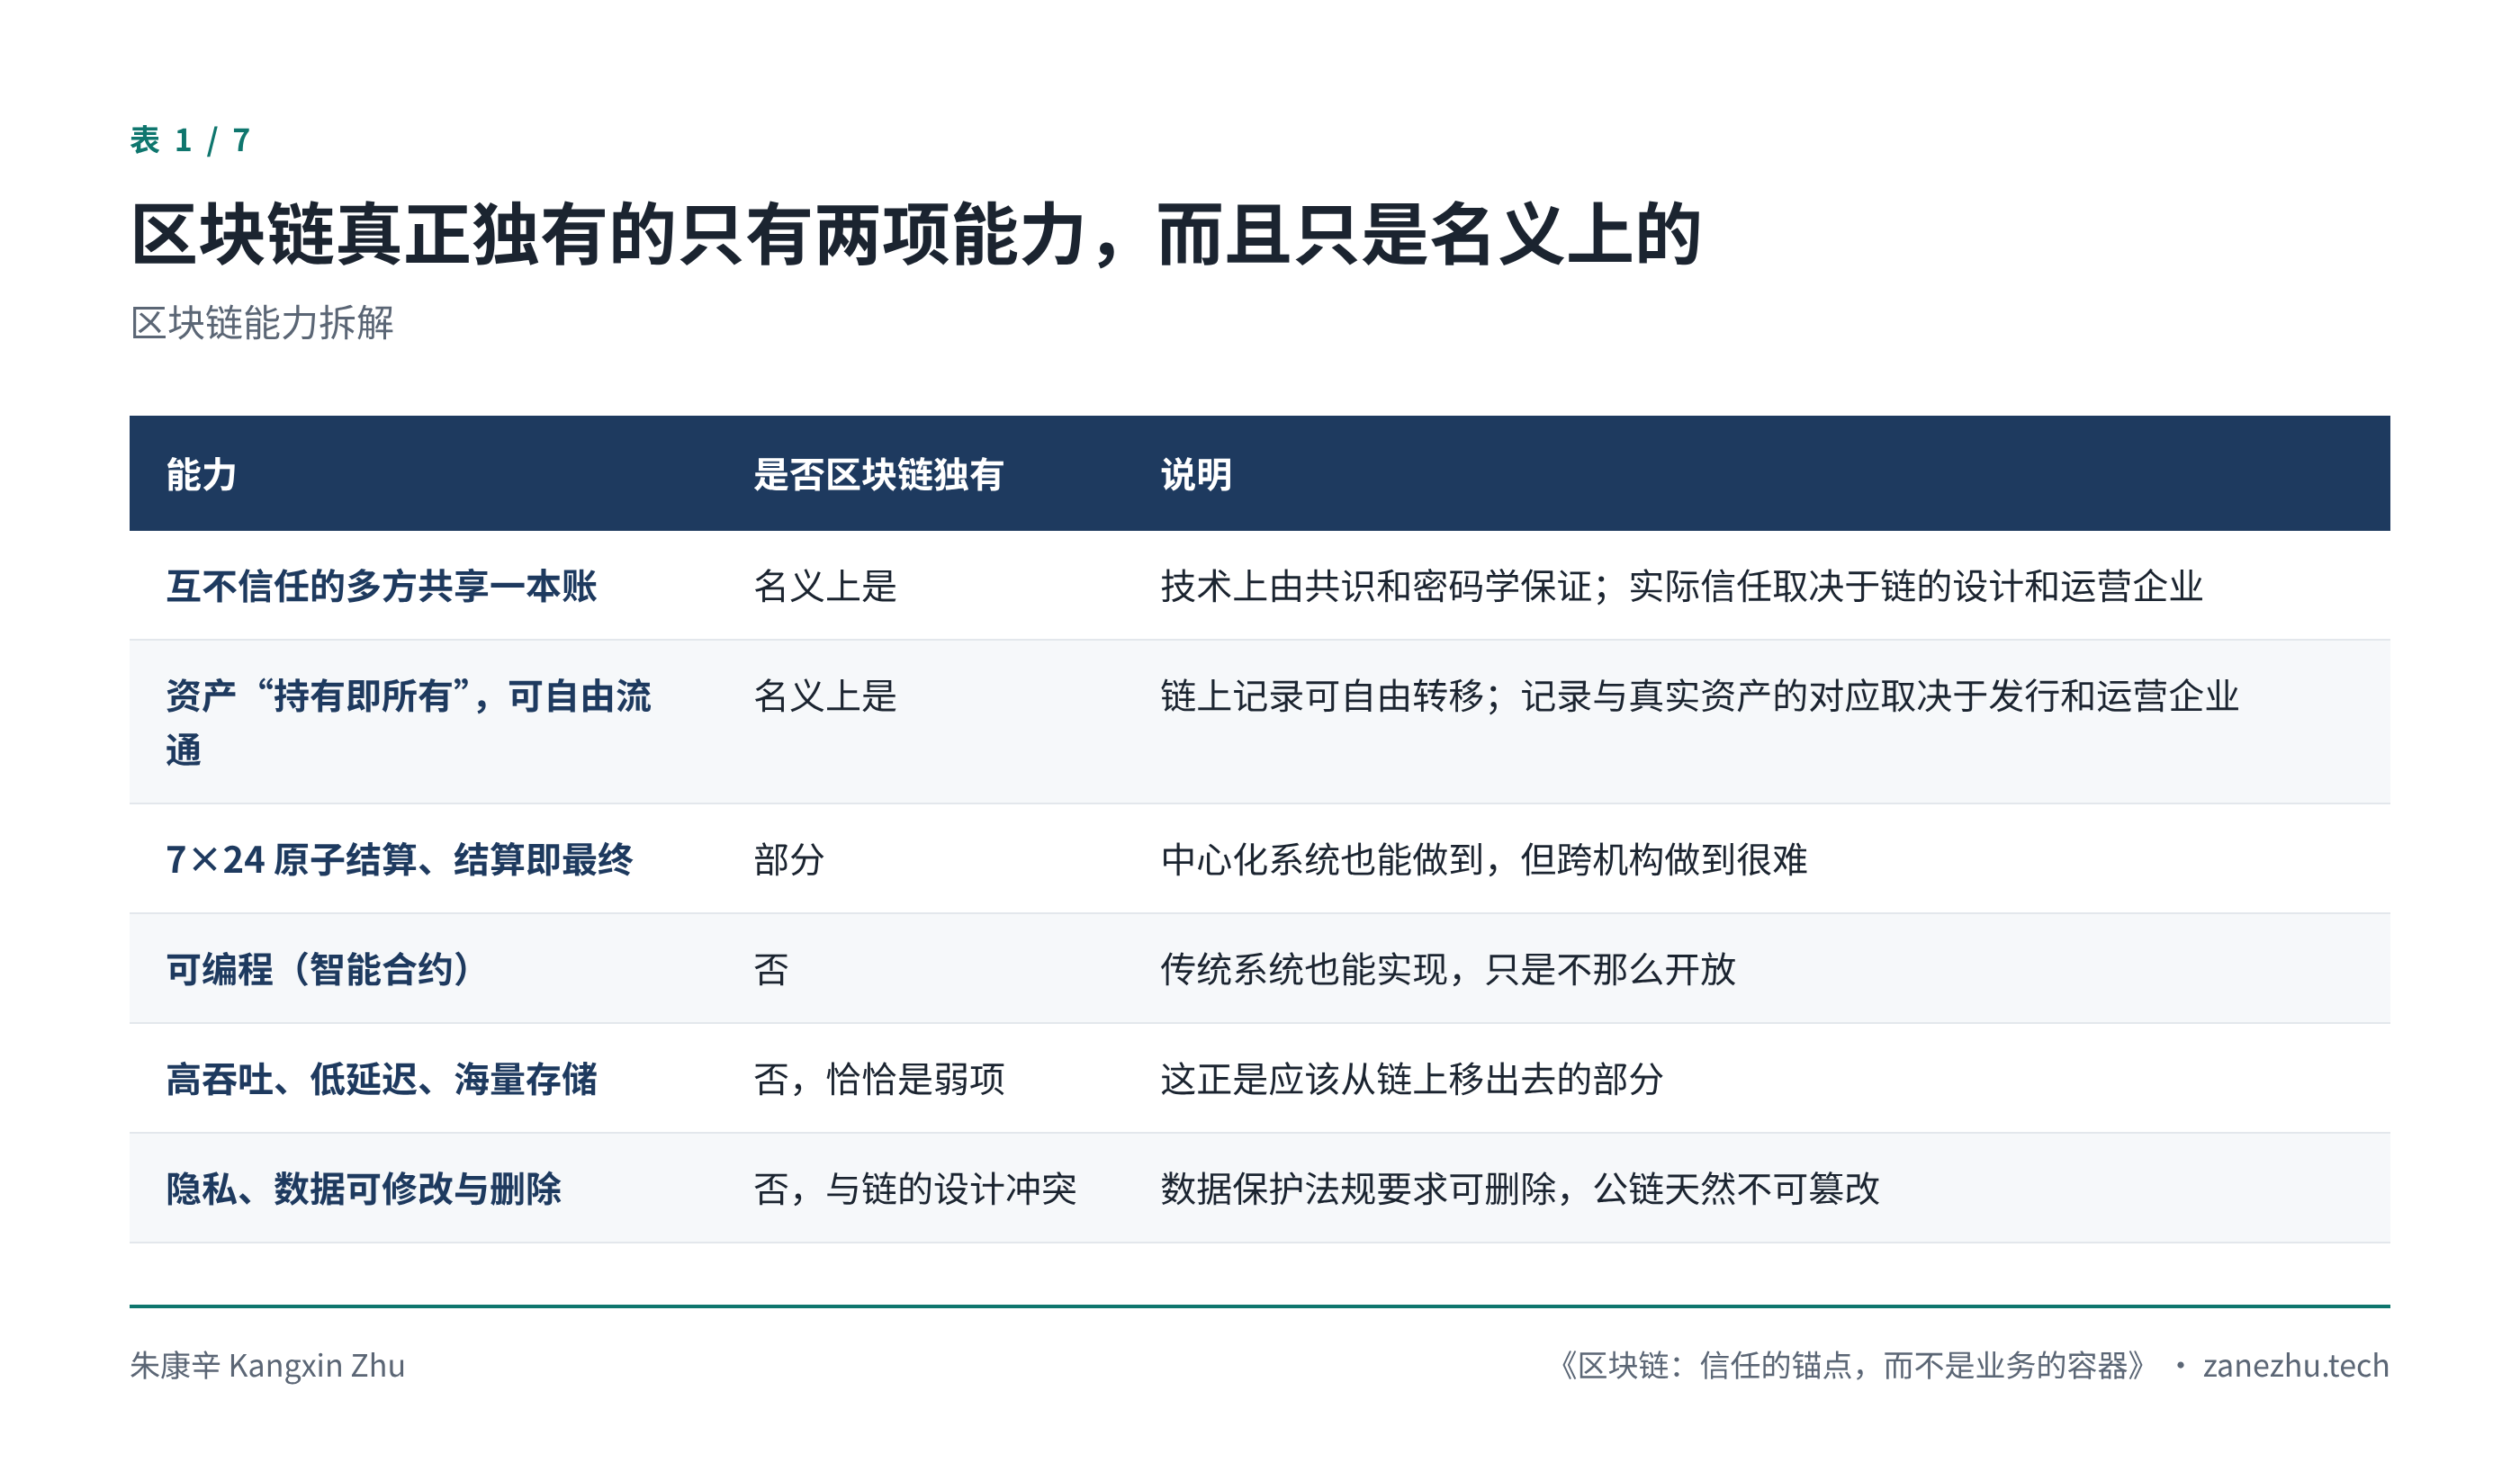 表 1 / 7
区块链真正独有的只有两项能力，而且只是名义上的
区块链能力拆解
能力 是否区块链独有 说明
互不信任的多方共享一本账 名义上是 技术上由共识和密码学保证；实际信任取决于链的设计和运营企业
资产“持有即所有”，可自由流 名义上是 链上记录可自由转移；记录与真实资产的对应取决于发行和运营企业
通
7×24 原子结算、结算即最终 部分 中心化系统也能做到，但跨机构做到很难
可编程（智能合约） 否 传统系统也能实现，只是不那么开放
高吞吐、低延迟、海量存储 否，恰恰是弱项 这正是应该从链上移出去的部分
隐私、数据可修改与删除 否，与链的设计冲突 数据保护法规要求可删除，公链天然不可篡改
朱康辛 Kangxin Zhu 《区块链：信任的锚点，而不是业务的容器》 · zanezhu.tech